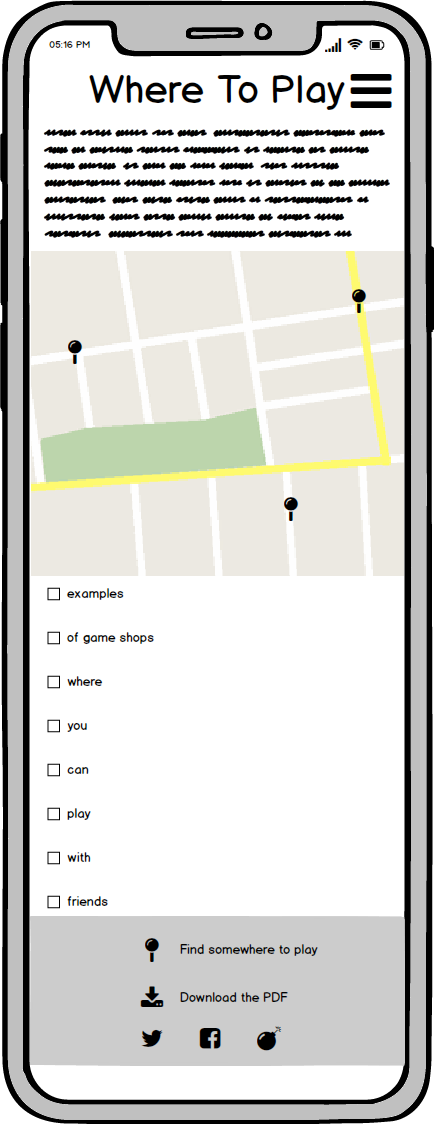 05:16 PM
Where To Play
examples
of game shops
where
you
can
play
with
friends
Find somewhere to play
Download the PDF